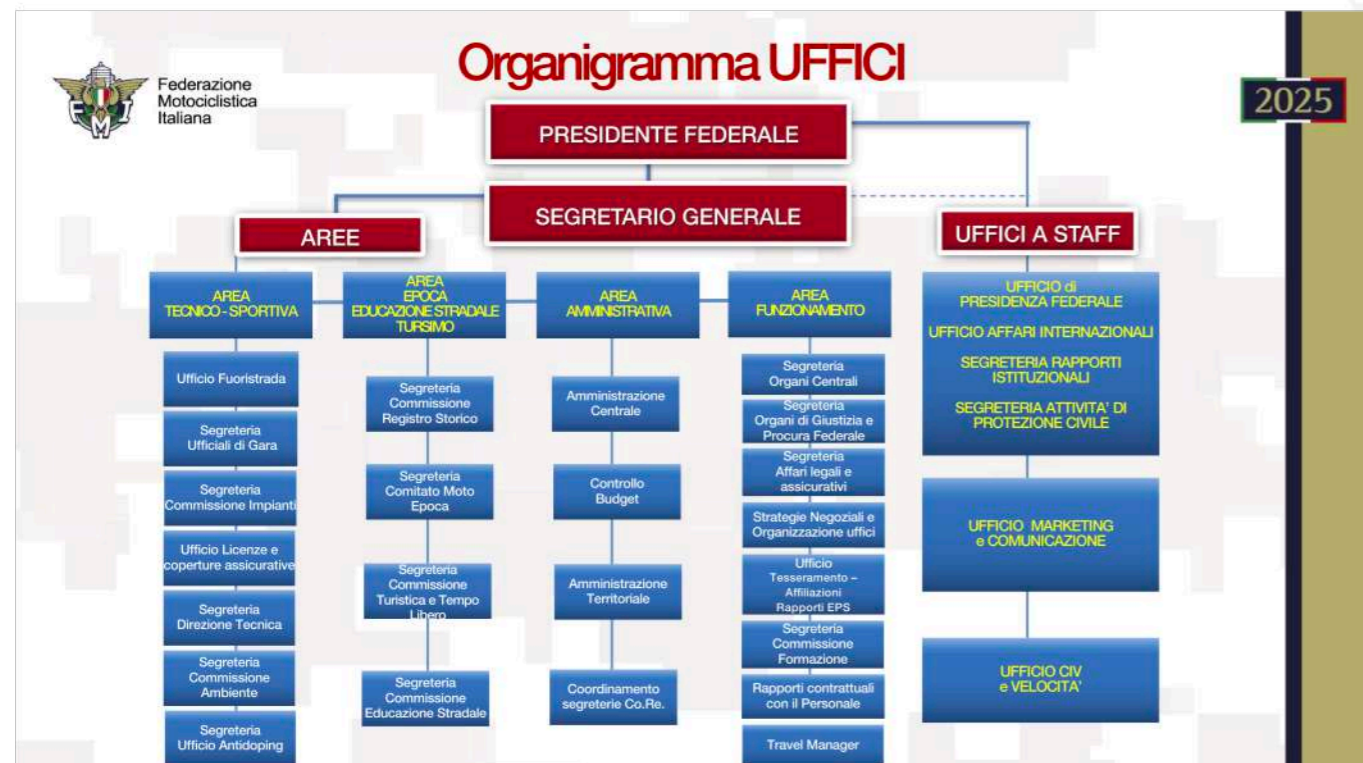 Organigramma UFFICI
Federazione
Motociclistica
Italiana
FMI
2025
PRESIDENTE FEDERALE
SEGRETARIO GENERALE
AREE
UFFICI A STAFF
AREA
TECNICO - SPORTIVA
Ufficio Fuoristrada
Segreteria
Ufficiali di Gara
Segreteria
Commissione Impianti
Ufficio Licenze e
coperture assicurative
Segreteria
Direzione Tecnica
Segreteria
Commissione
Ambiente
Segreteria
Ufficio Antidoping
AREA
EPOCA
EDUCAZIONE STRADALE
TURSIMO
Segreteria
Commissione
Registro Storico
Segreteria
Comitato Moto
Epoca
Segreteria
Commissione
Turistica e Tempo
Libero
Segreteria
Commissione
Educazione Stradale
AREA
AMMINISTRATIVA
Amministrazione
Centrale
Controllo
Budget
Amministrazione
Territoriale
Coordinamento
segreterie Co.Re.
AREA
FUNZIONAMENTO
Segreteria
Organi Centrali
Segreteria
Organi di Giustizia e
Procura Federale
Segreteria
Affari legali e
assicurativi
Strategie Negoziali e
Organizzazione uffici
Ufficio
Tesseramento –
Affiliazioni
Rapporti EPS
Segreteria
Commissione
Formazione
Rapporti contrattuali
con il Personale
Travel Manager
UFFICIO di
PRESIDENZA FEDERALE
UFFICIO AFFARI INTERNAZIONALI
SEGRETERIA RAPPORTI
ISTITUZIONALI
SEGRETERIA ATTIVITA' DI
PROTEZIONE CIVILE
UFFICIO MARKETING
e COMUNICAZIONE
UFFICIO CIV
e VELOCITA'